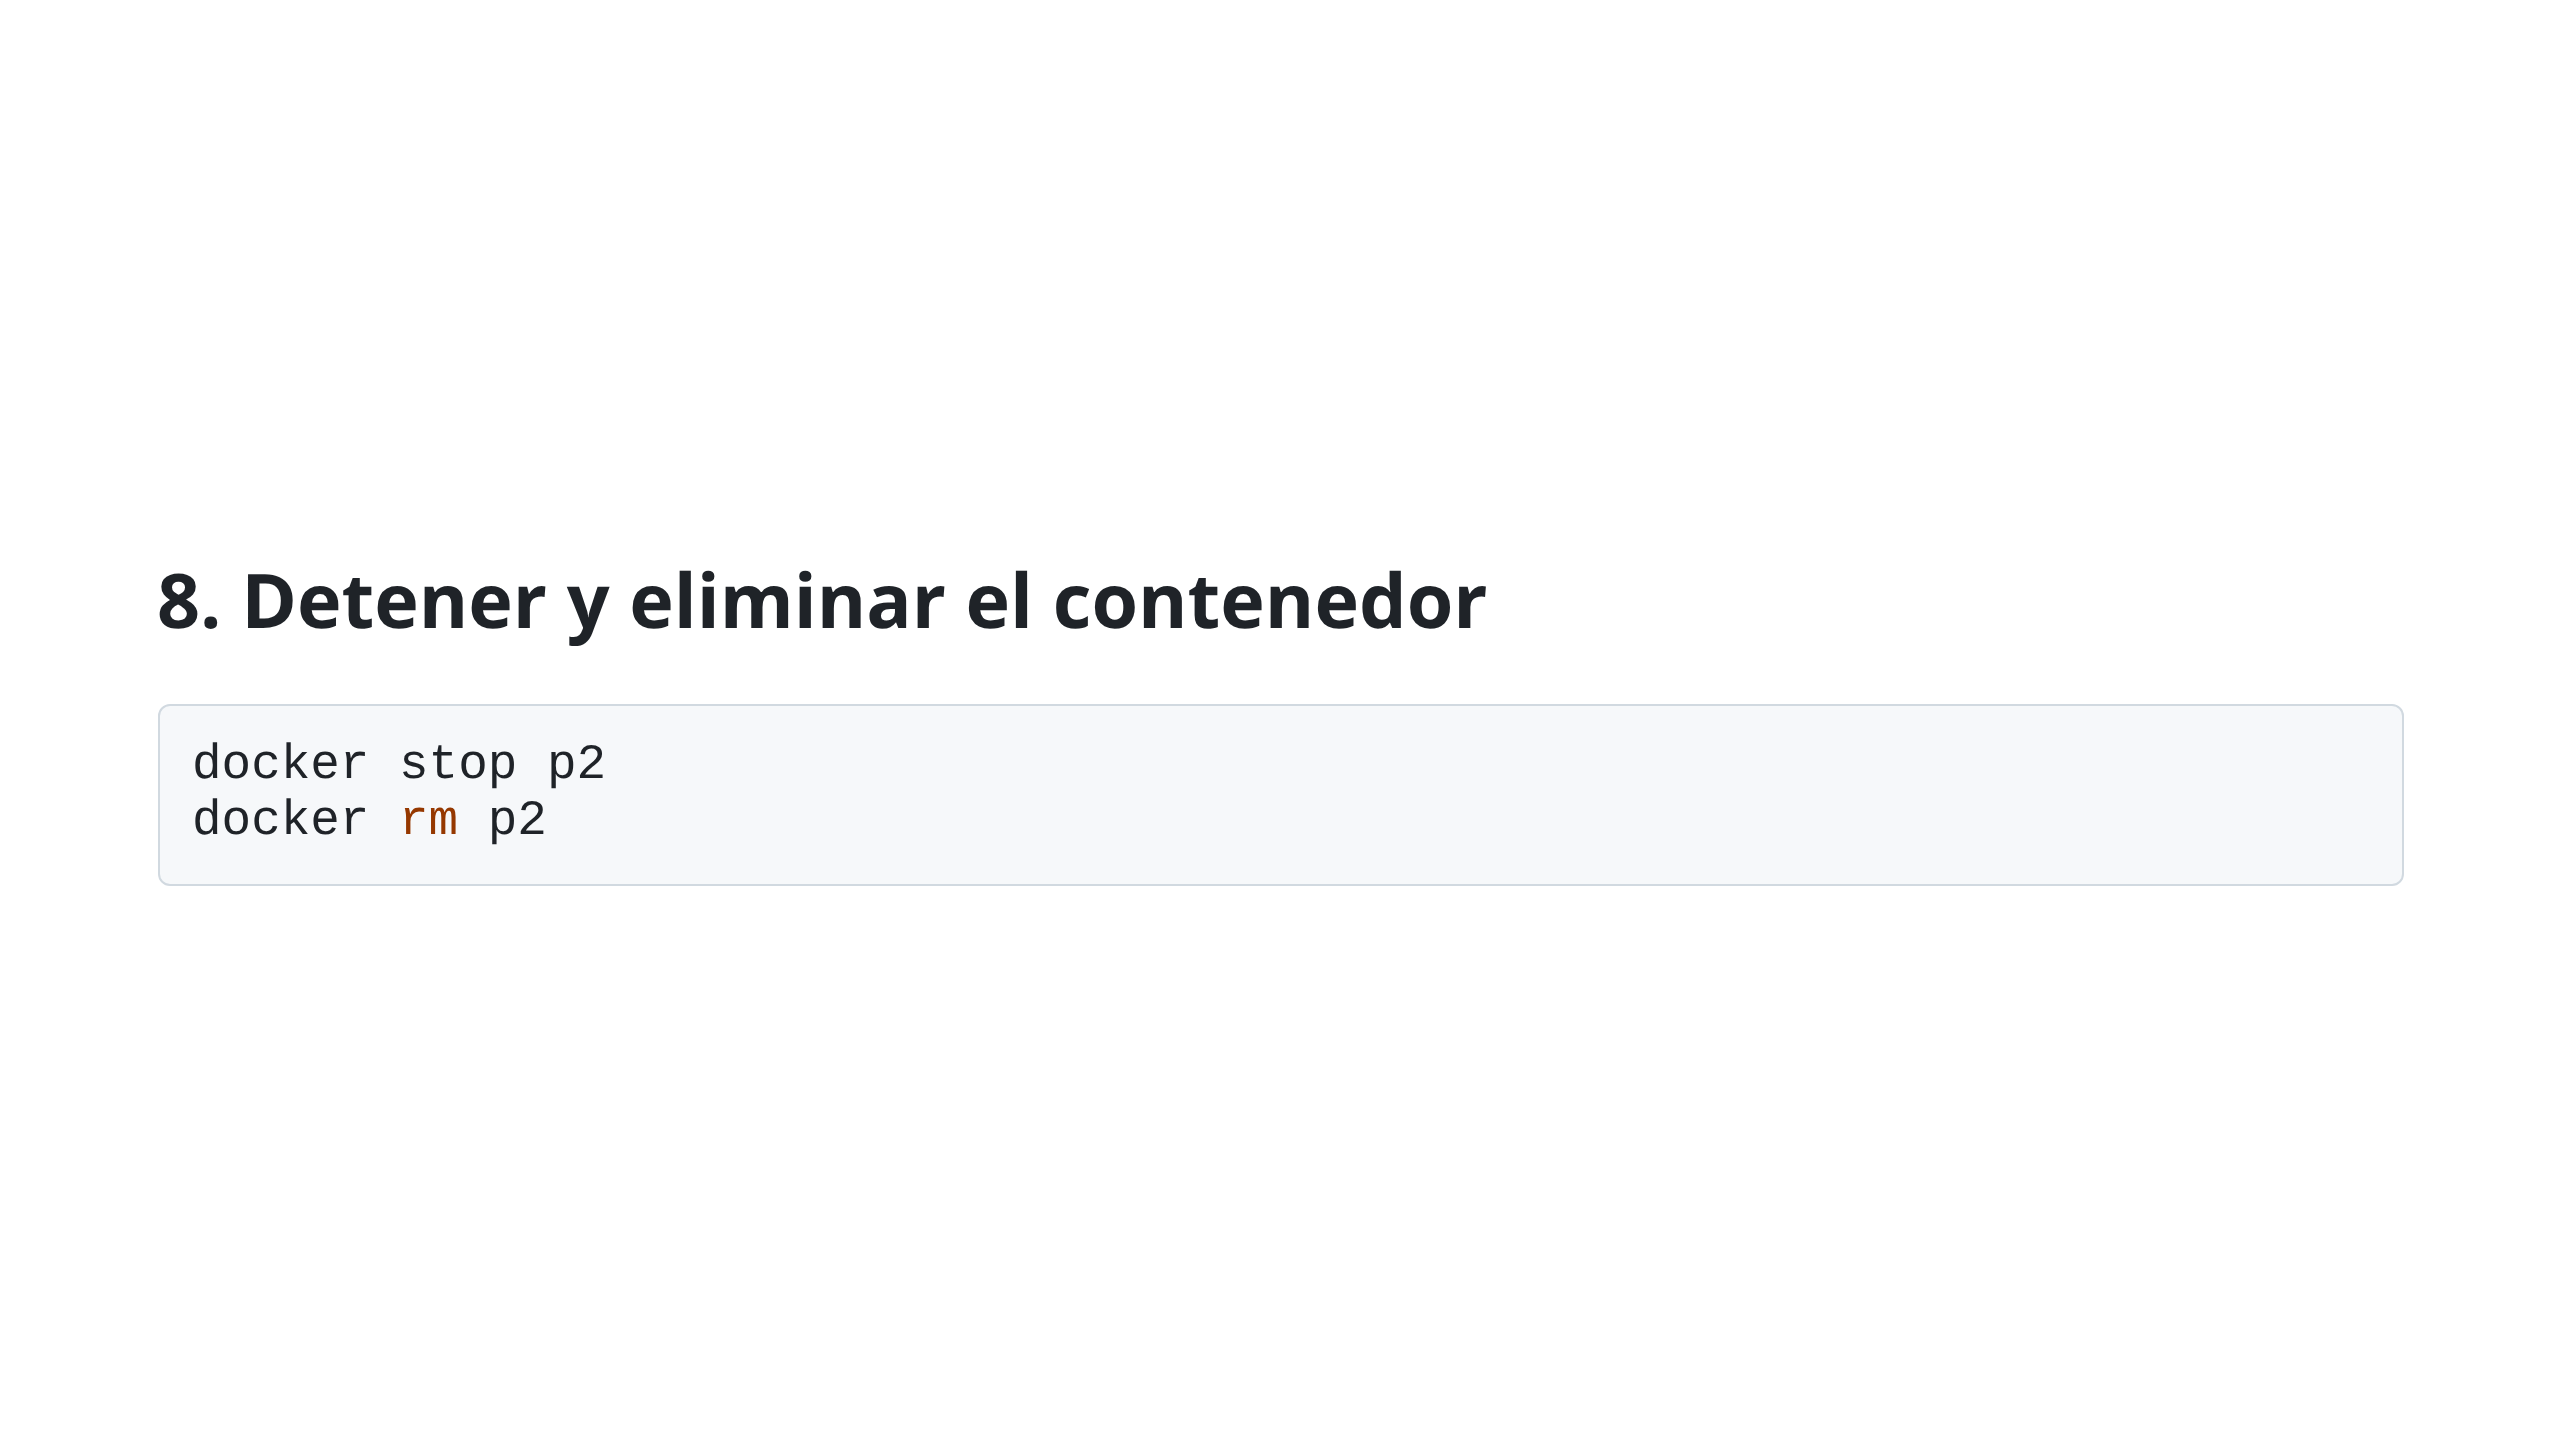 8. Detener y eliminar el contenedor
docker stop p2
docker rm p2